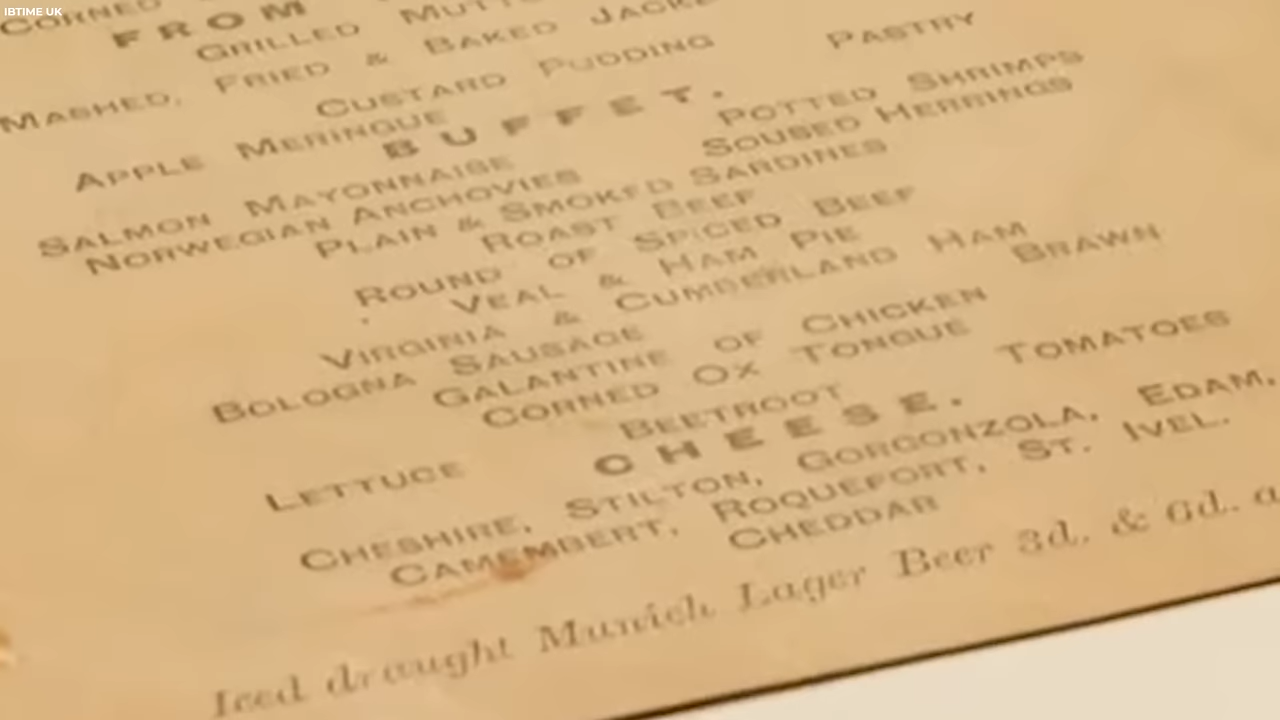 IBTIME UK
CORNED
FROM
GRILLED MUTT
MASHED, FRIED & BAKED JACKE
CUSTARD PUDDING
APPLE MERINGUE PASTRY
BUFFET.
SALMON MAYONNAISE POTTED SHRIMPS
NORWEGIAN ANCHOVIES SOUSED HERRINGS
PLAIN & SMOKED SARDINES
ROAST BEEF
ROUND OF SPICED BEEF
VEAL & HAM PIE
VIRGINIA & CUMBERLAND HAM
BOLOGNA SAUSAGE BRAWN
GALANTINE OF CHICKEN
CORNED OX TONGUE
LETTUCE BEETROOT TOMATOES
CHEESE.
CHESHIRE, STILTON, GORGONZOLA, EDAM,
CAMEMBERT, ROQUEFORT, ST. IVEL.
CHEDDAR
Iced draught Munich Lager Beer 3d. & 6d. a